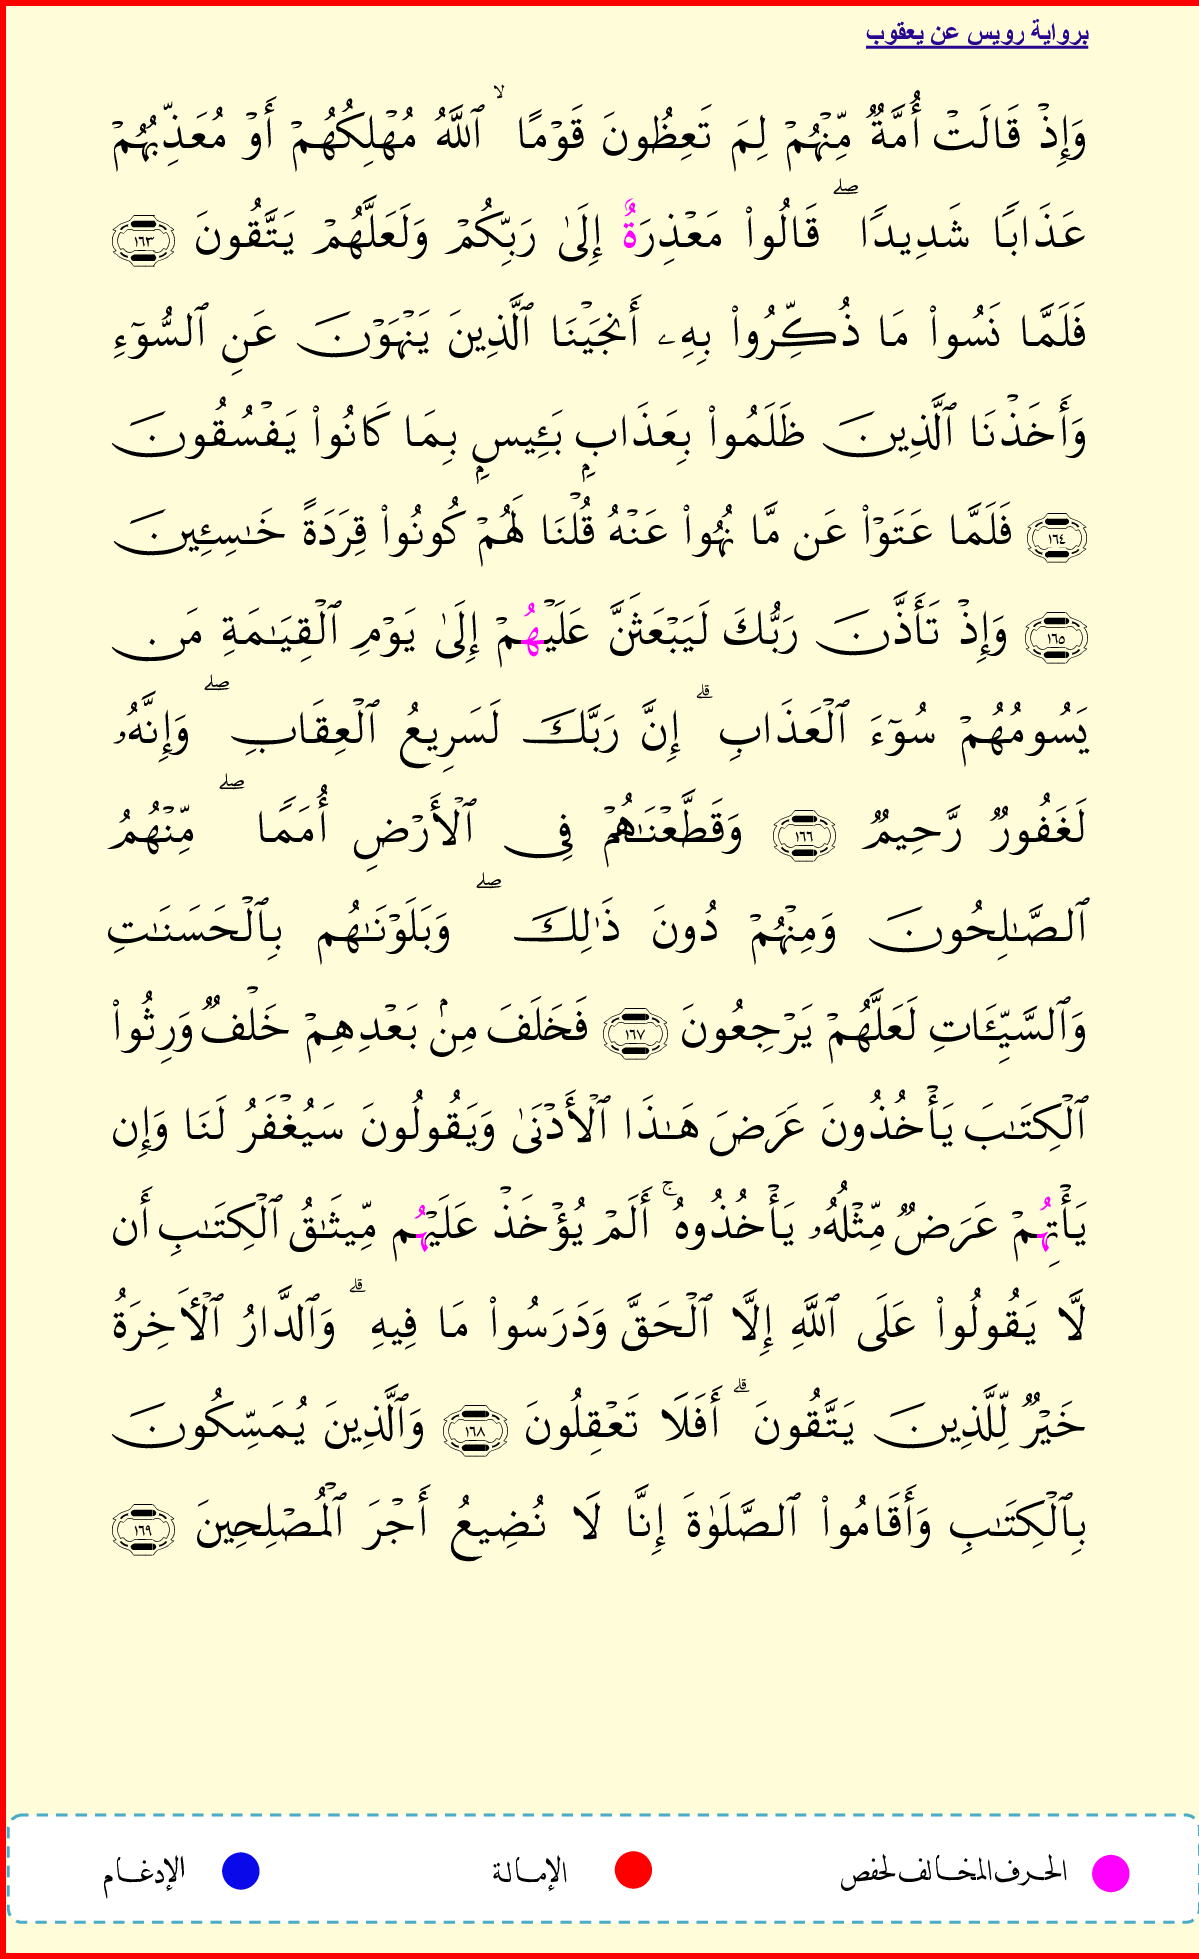 برواية رويس عن يعقوب
وَإِذۡ قَالَتۡ أُمَّةٞ مِّنۡهُمۡ لِمَ تَعِظُونَ قَوۡمًا ۙ ٱللَّهُ مُهۡلِكُهُمۡ أَوۡ مُعَذِّبُهُمۡ
عَذَابٗا شَدِيدٗا ۖ قَالُواْ مَعۡذِرَةٌ إِلَىٰ رَبِّكُمۡ وَلَعَلَّهُمۡ يَتَّقُونَ ١٦٣
فَلَمَّا نَسُواْ مَا ذُكِّرُواْ بِهِۦ أَنجَيۡنَا ٱلَّذِينَ يَنۡهَوۡنَ عَنِ ٱلسُّوٓءِ
وَأَخَذۡنَا ٱلَّذِينَ ظَلَمُواْ بِعَذَابِۭ بَـِٔيسِۭ بِمَا كَانُواْ يَفۡسُقُونَ
١٦٤ فَلَمَّا عَتَوۡاْ عَن مَّا نُهُواْ عَنۡهُ قُلۡنَا لَهُمۡ كُونُواْ قِرَدَةً خَٰسِـِٔينَ
١٦٥ وَإِذۡ تَأَذَّنَ رَبُّكَ لَيَبۡعَثَنَّ عَلَيۡهُمۡ إِلَىٰ يَوۡمِ ٱلۡقِيَٰمَةِ مَن
يَسُومُهُمۡ سُوٓءَ ٱلۡعَذَابِ ۗ إِنَّ رَبَّكَ لَسَرِيعُ ٱلۡعِقَابِ ۖ وَإِنَّهُۥ
لَغَفُورٞ رَّحِيمٞ ١٦٦ وَقَطَّعۡنَٰهُمۡ فِي ٱلۡأَرۡضِ أُمَمٗا ۖ مِّنۡهُمُ
ٱلصَّٰلِحُونَ وَمِنۡهُمۡ دُونَ ذَٰلِكَ ۖ وَبَلَوۡنَٰهُم بِٱلۡحَسَنَٰتِ
وَٱلسَّيِّـَٔاتِ لَعَلَّهُمۡ يَرۡجِعُونَ ١٦٧ فَخَلَفَ مِنۢ بَعۡدِهِمۡ خَلۡفٞ وَرِثُواْ
ٱلۡكِتَٰبَ يَأۡخُذُونَ عَرَضَ هَٰذَا ٱلۡأَدۡنَىٰ وَيَقُولُونَ سَيُغۡفَرُ لَنَا وَإِن
يَأۡتِهُمۡ عَرَضٞ مِّثۡلُهُۥ يَأۡخُذُوهُ ۚ أَلَمۡ يُؤۡخَذۡ عَلَيۡهُم مِّيثَٰقُ ٱلۡكِتَٰبِ أَن
لَّا يَقُولُواْ عَلَى ٱللَّهِ إِلَّا ٱلۡحَقَّ وَدَرَسُواْ مَا فِيهِ ۗ وَٱلدَّارُ ٱلۡأٓخِرَةُ
خَيۡرٞ لِّلَّذِينَ يَتَّقُونَ ۗ أَفَلَا تَعۡقِلُونَ ١٦٨ وَٱلَّذِينَ يُمَسِّكُونَ
بِٱلۡكِتَٰبِ وَأَقَامُواْ ٱلصَّلَوٰةَ إِنَّا لَا نُضِيعُ أَجۡرَ ٱلۡمُصۡلِحِينَ ١٦٩
الحرف المخالف لحفص الإمالة الإدغام